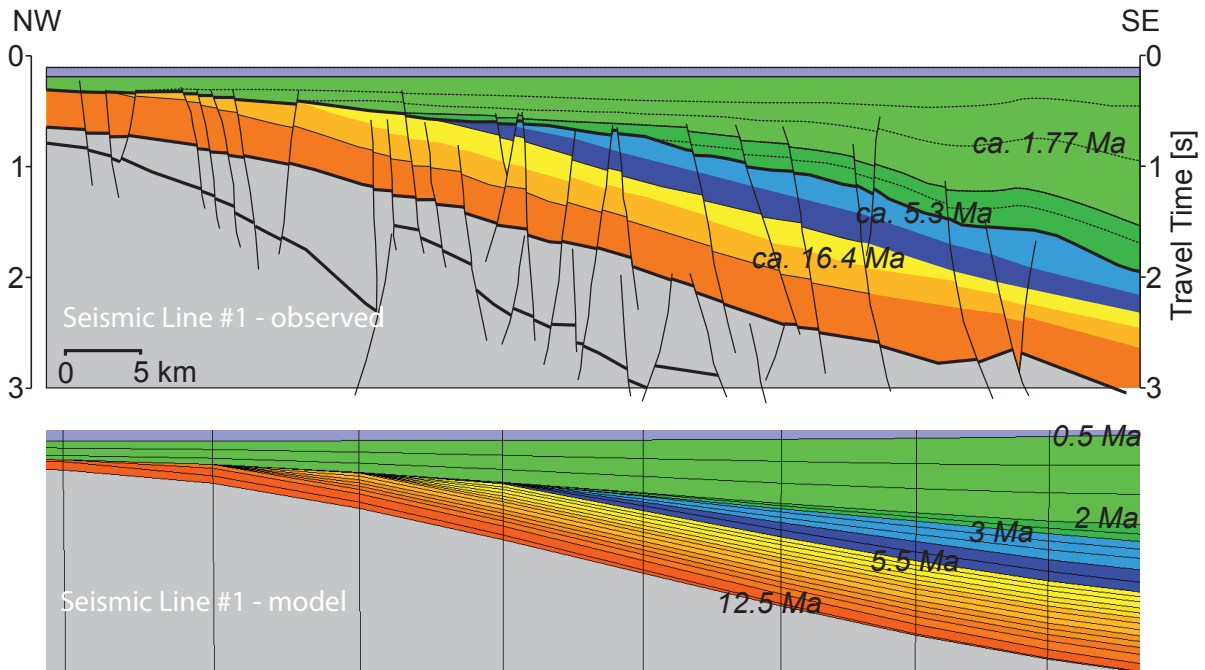 NW SE
0 0
ca. 1.77 Ma
1 1
ca. 5.3 Ma
ca. 16.4 Ma
2 2
Travel Time [s]
Seismic Line #1 - observed
0 5 km
3 3
0.5 Ma
2 Ma
3 Ma
5.5 Ma
12.5 Ma
Seismic Line #1 - model